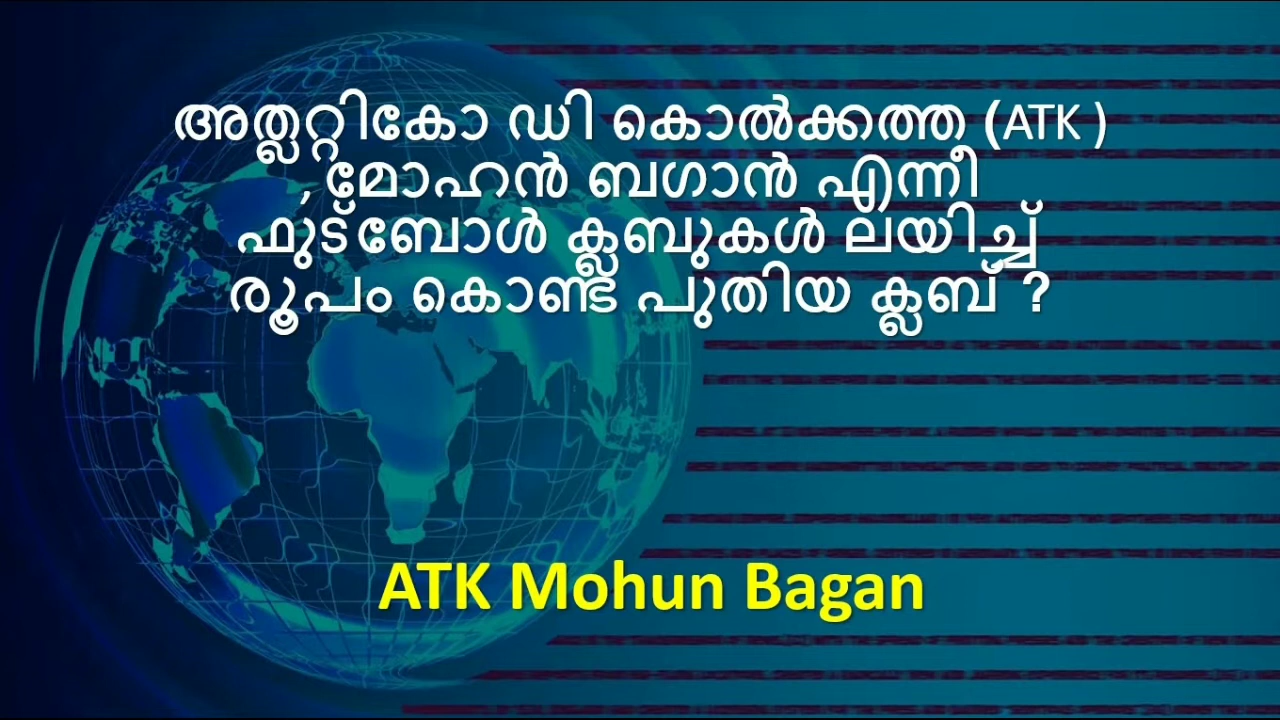 അത്ലറ്റികോ ഡി കൊൽക്കത്ത (ATK )
, മോഹൻ ബഗാൻ എന്നീ
ഫുട്ബോൾ ക്ലബുകൾ ലയിച്ച്
രൂപം കൊണ്ട പുതിയ ക്ലബ് ?
ATK Mohun Bagan